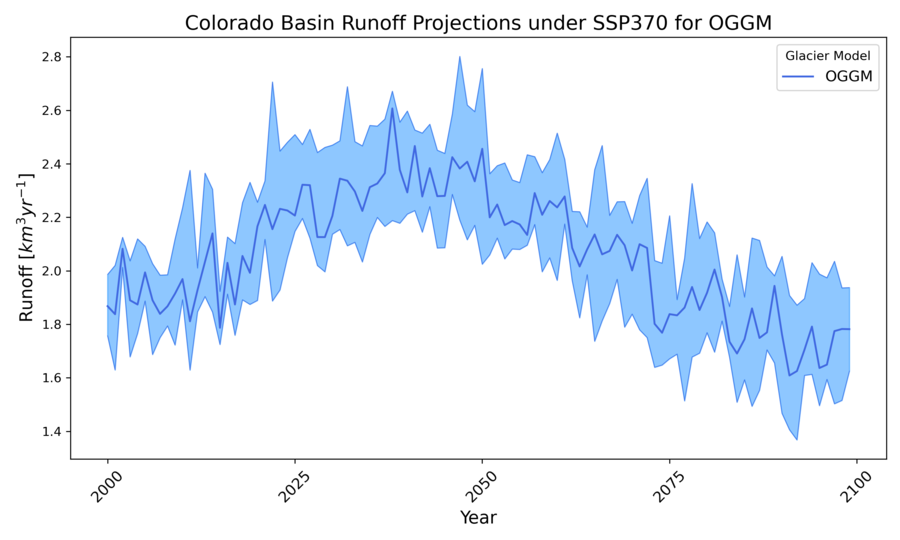 Colorado Basin Runoff Projections under SSP370 for OGGM
Glacier Model
OGGM
2.8
2.6
2.4
2.2
2.0
1.8
1.6
1.4
Runoff [km³yr⁻¹]
2000
2025
2050
2075
2100
Year